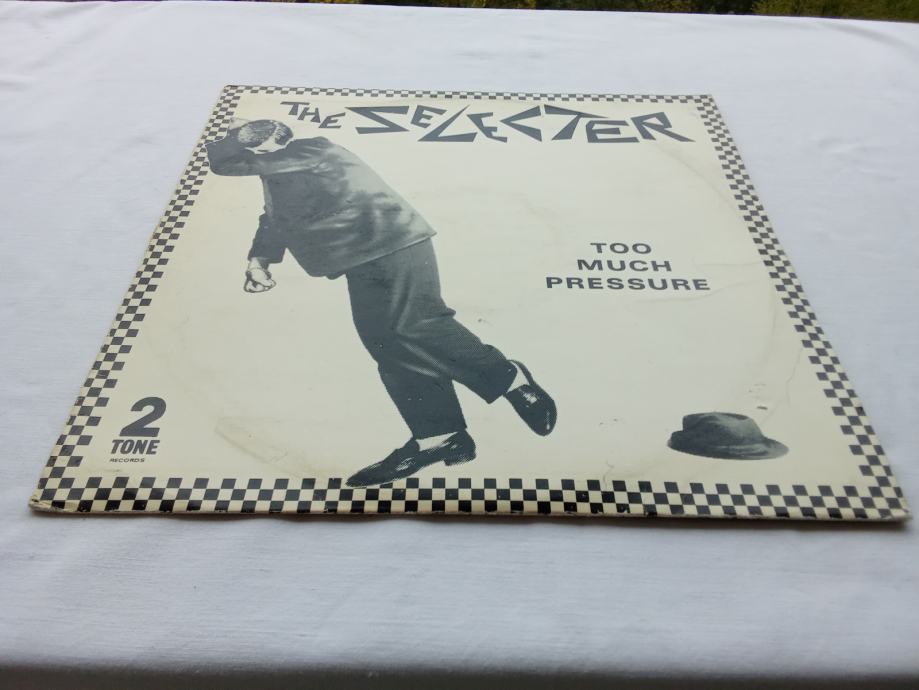 THE SELECTER
TOO
MUCH
PRESSURE
2
TONE
RECORDS